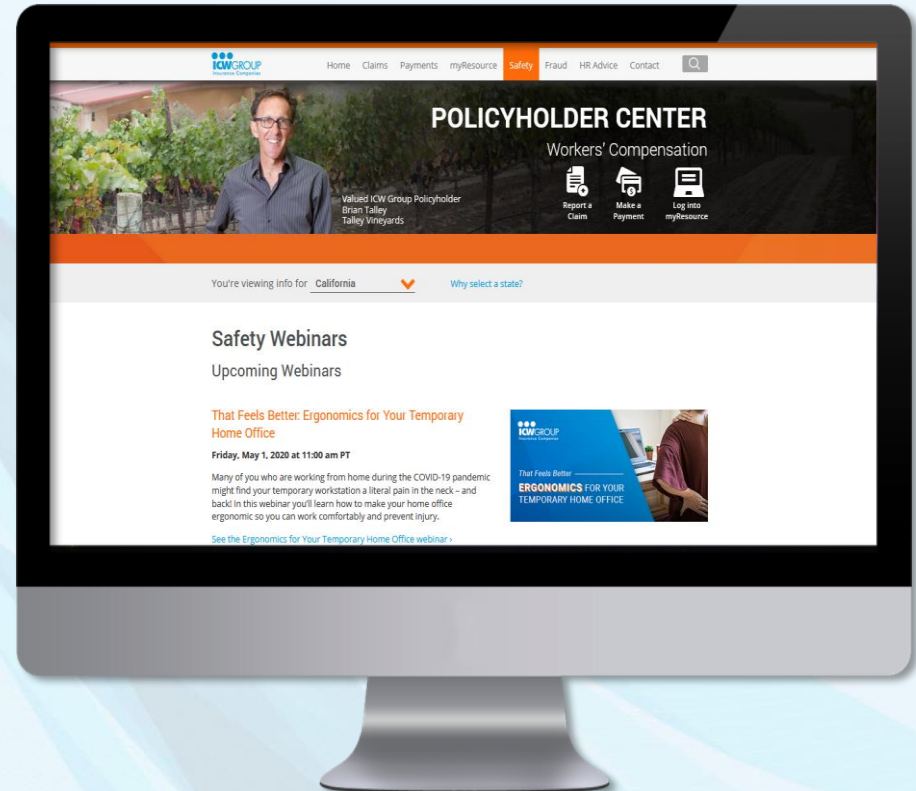 ICWGROUP
Insurance Companies
Home Claims Payments myResource Safety Fraud HR Advice Contact
POLICYHOLDER CENTER
Workers' Compensation
Report a Claim
Make a Payment
Log into myResource
Valued ICW Group Policyholder
Brian Talley
Talley Vineyards
You're viewing info for California
Why select a state?
Safety Webinars
Upcoming Webinars
That Feels Better: Ergonomics for Your Temporary
Home Office
Friday, May 1, 2020 at 11:00 am PT
Many of you who are working from home during the COVID-19 pandemic
might find your temporary workstation a literal pain in the neck – and
back! In this webinar you'll learn how to make your home office
ergonomic so you can work comfortably and prevent injury.
See the Ergonomics for Your Temporary Home Office webinar ›
ICWGROUP
Insurance Companies
That Feels Better
ERGONOMICS FOR YOUR
TEMPORARY HOME OFFICE